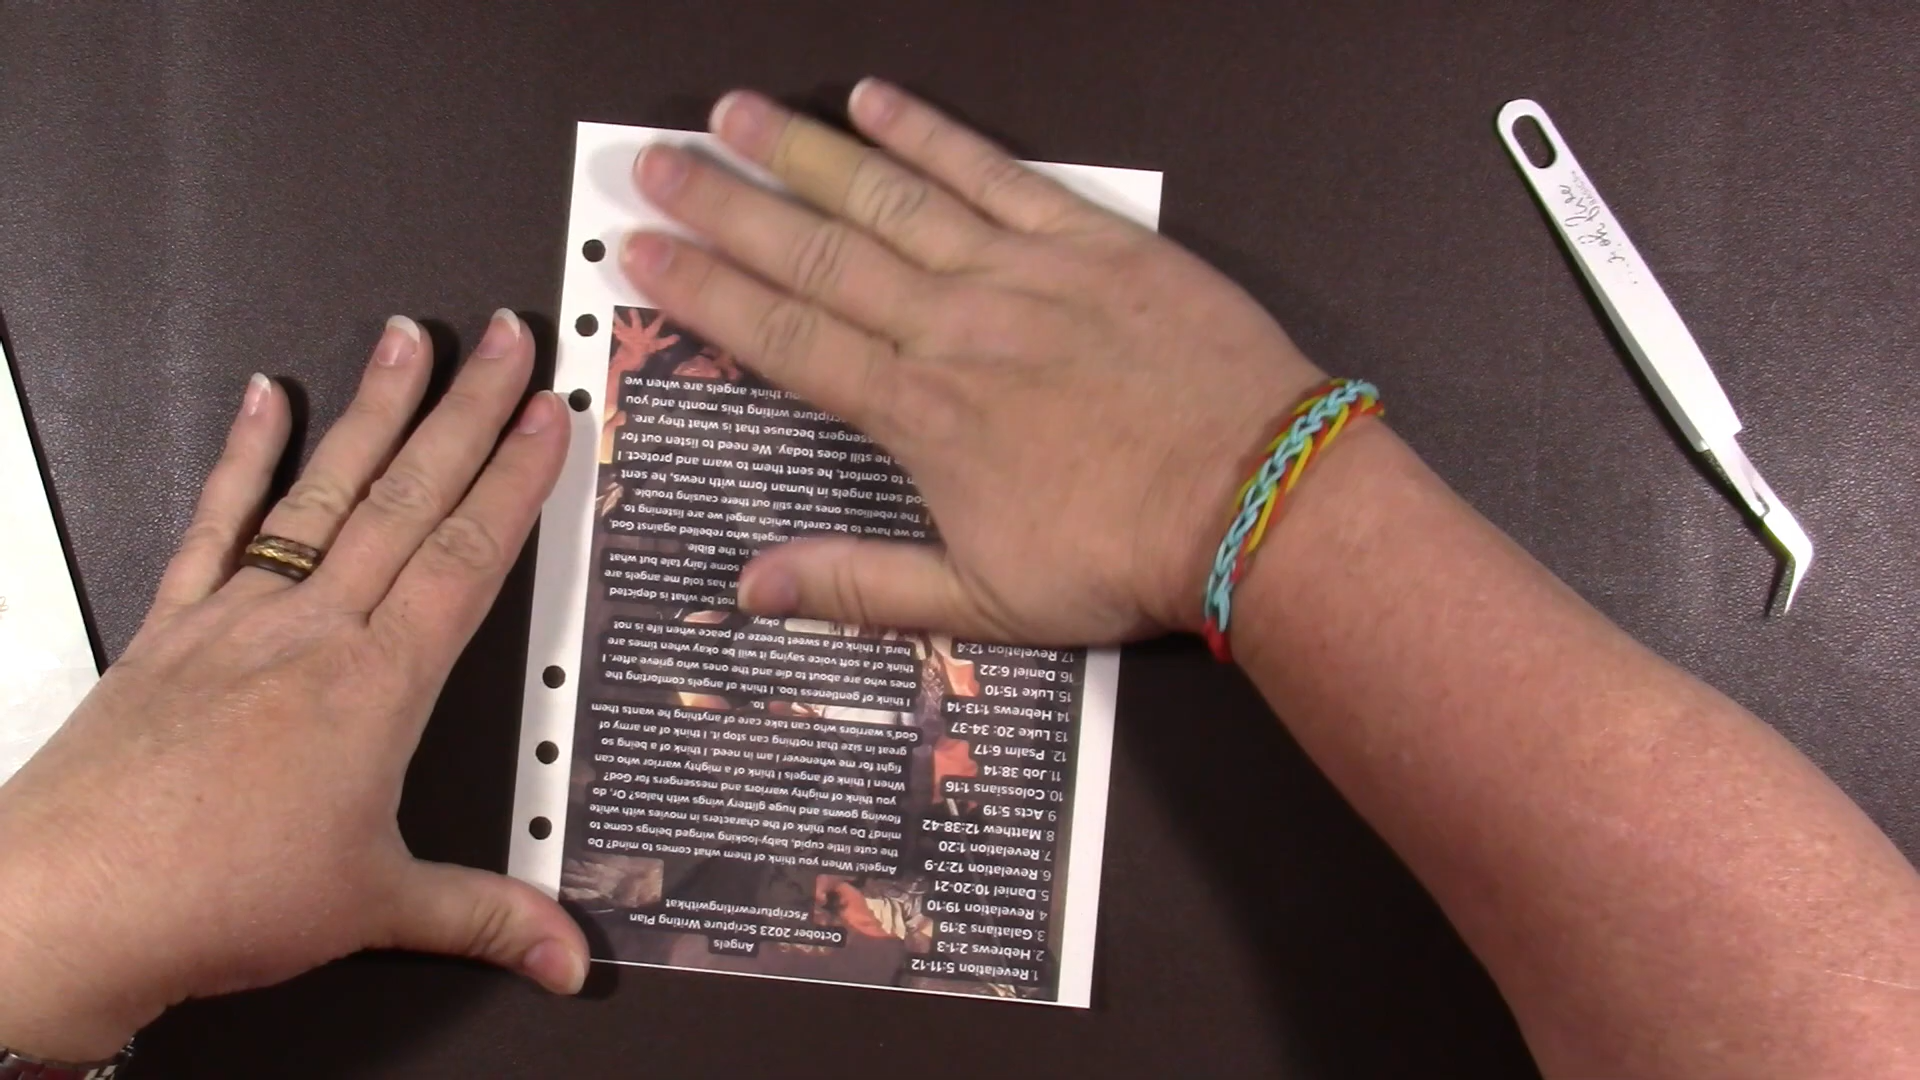 Angels
October 2023 Scripture Writing Plan
#scripturewritingwithkat
Angels! When you think of them what comes to mind? Do
the cute little cupid, baby-looking winged beings come to
mind? Do you think of the characters in movies with white
flowing gowns and huge glittery wings with halos? Or, do
you think of mighty warriors and messengers for God?
When I think of angels I think of a mighty warrior who can
fight for me whenever I am in need. I think of a being so
great in size that nothing can stop it. I think of an army of
God's warriors who can take care of anything he wants them
to.
I think of gentleness too. I think of angels comforting the
ones who are about to die and the ones who grieve after. I
think of a soft voice saying it will be okay when times are
hard. I think of a sweet breeze of peace when life is not
okay.
not be what is depicted
has told me angels are
some fairy tale but what
in the Bible.
angels who rebelled against God,
so we have to be careful which angel we are listening to.
The rebellious ones are still out there causing trouble.
God sent angels in human form with news, he sent
to comfort, he sent them to warn and protect. I
he still does today. We need to listen to out for
because that is what they are.
writing this month and you
you think angels are when we
1. Revelation 5:11-12
2. Hebrews 2:1-3
3. Galatians 3:19
4. Revelation 19:10
5. Daniel 10:20-21
6. Revelation 12:7-9
7. Revelation 1:20
8. Matthew 12:38-42
9. Acts 5:19
10. Colossians 1:16
11. Job 38:14
12. Psalm 6:17
13. Luke 20: 34-37
14. Hebrews 1:13-14
15. Luke 15:10
16. Daniel 6:22
17. Revelation 12:4